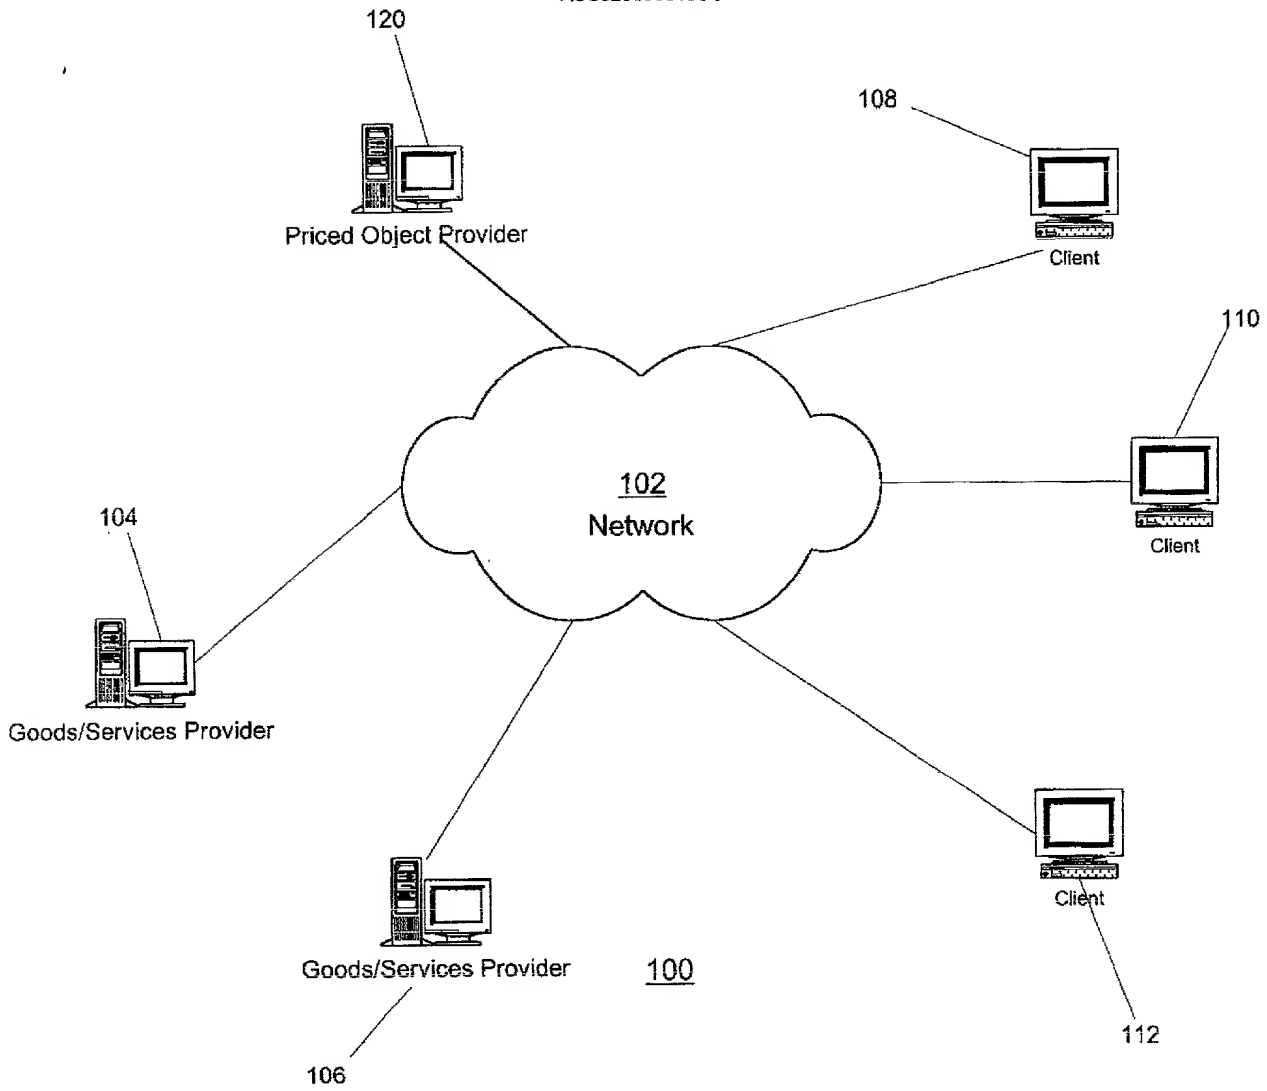 120
108
Priced Object Provider
Client
110
102
Network
104
Client
Goods/Services Provider
Client
Goods/Services Provider
100
112
106